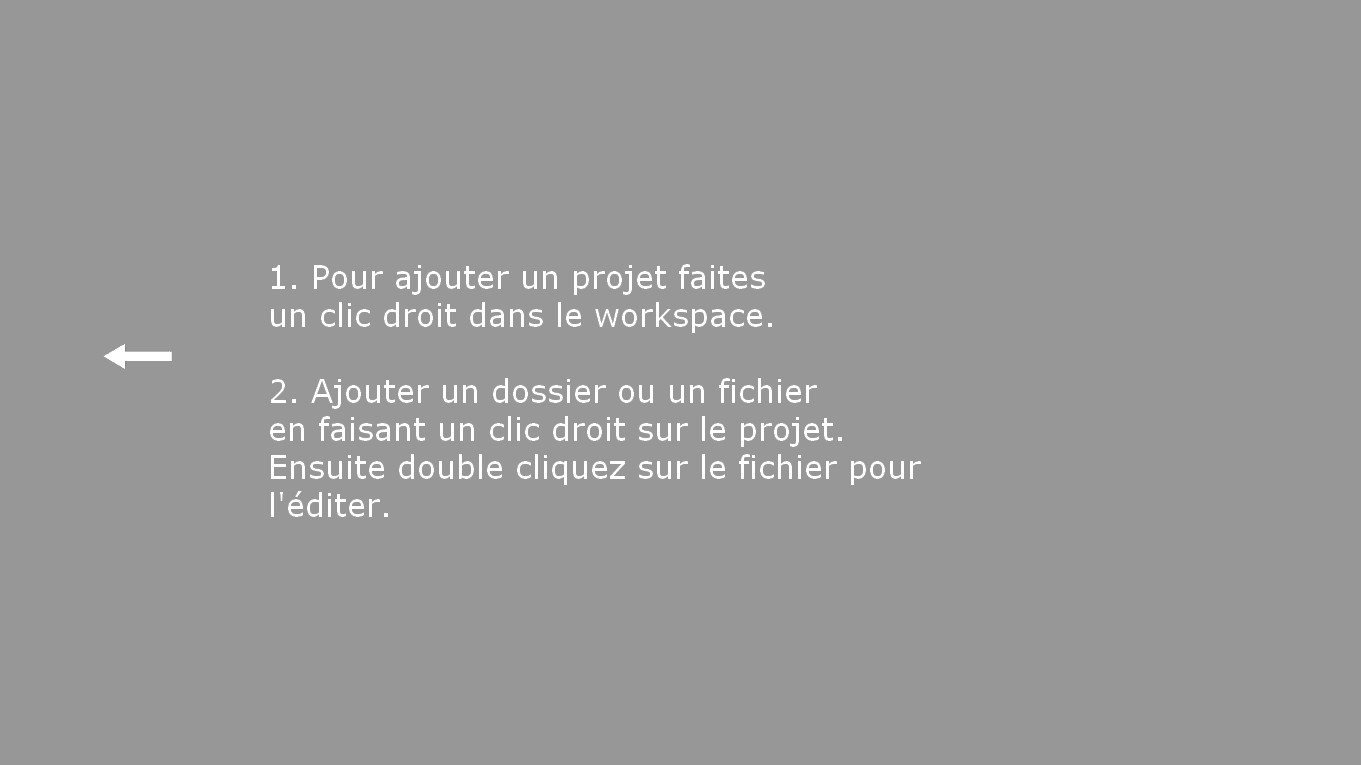 1. Pour ajouter un projet faites
un clic droit dans le workspace.
2. Ajouter un dossier ou un fichier
en faisant un clic droit sur le projet.
Ensuite double cliquez sur le fichier pour
l'éditer.